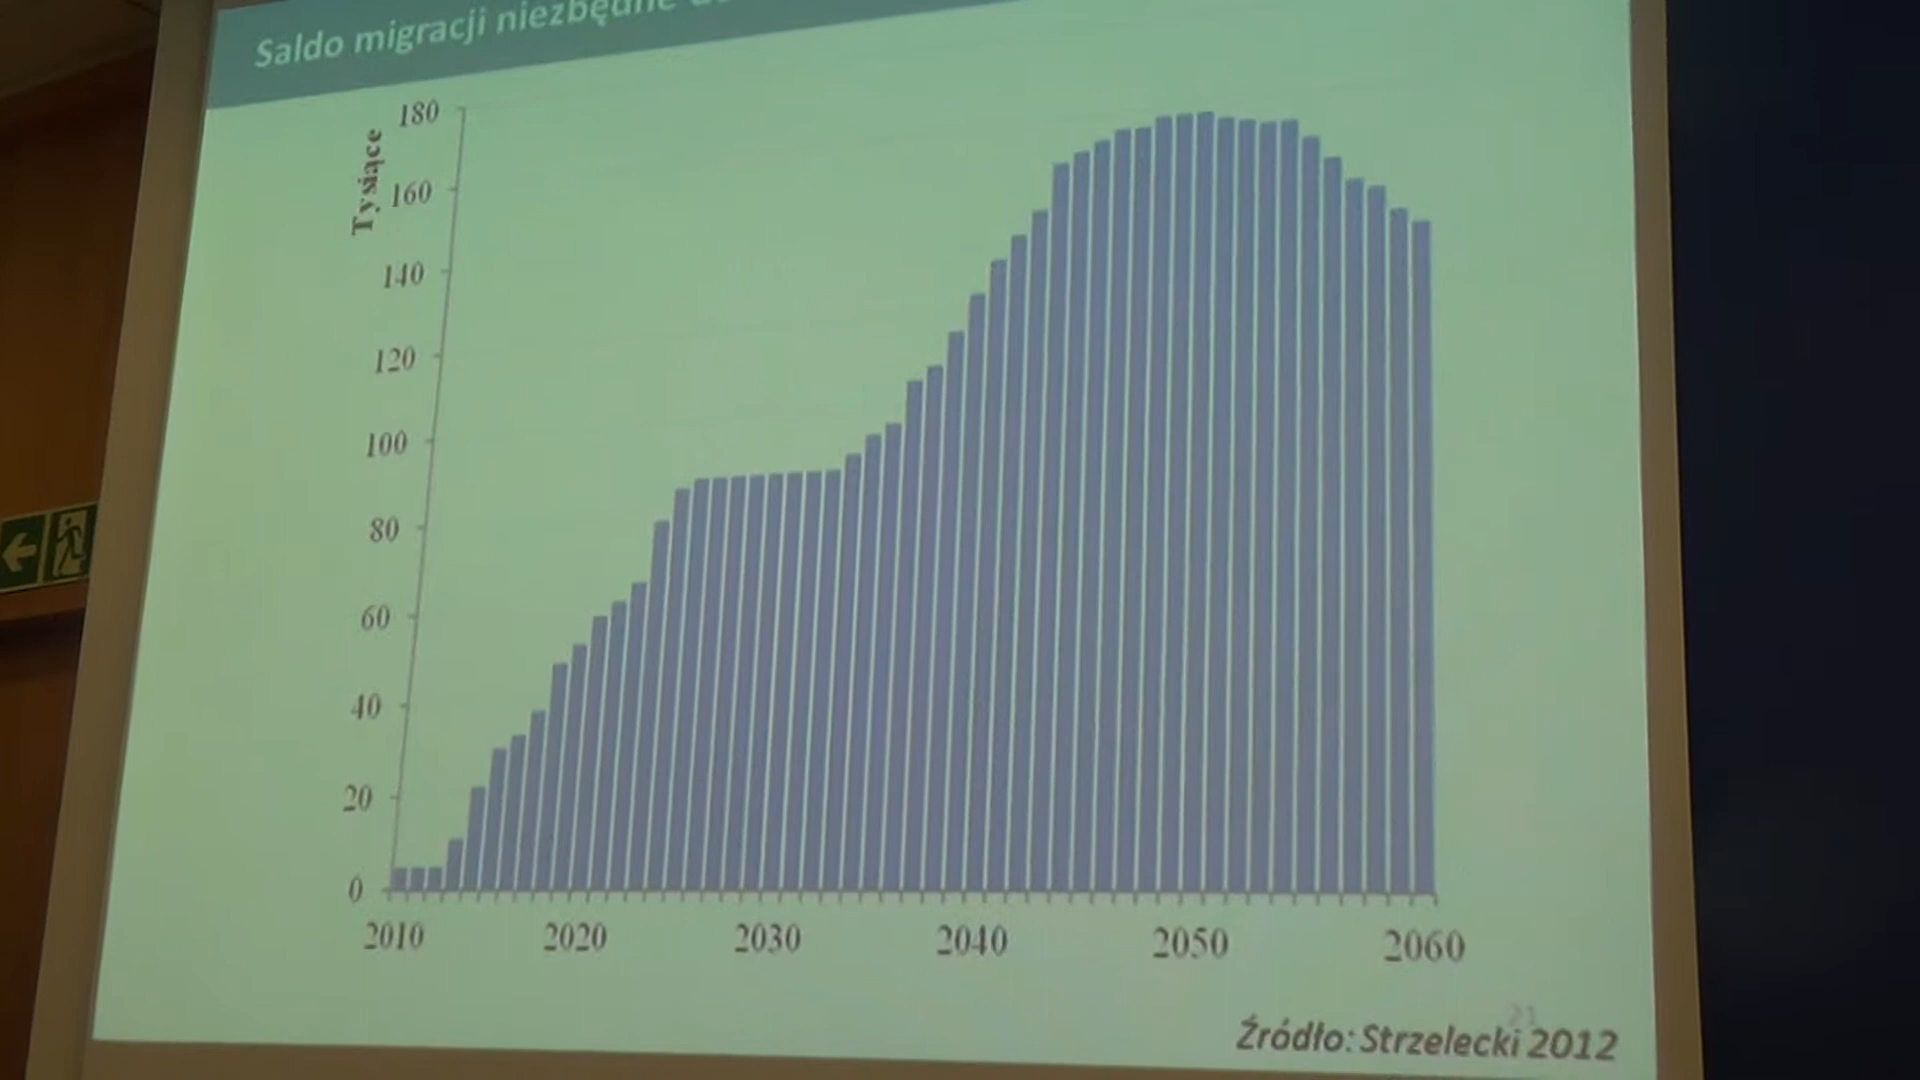 Saldo migracji niezbędne
Tysiące
180
160
140
120
100
80
60
40
20
0
2010 2020 2030 2040 2050 2060
21
Źródło: Strzelecki 2012